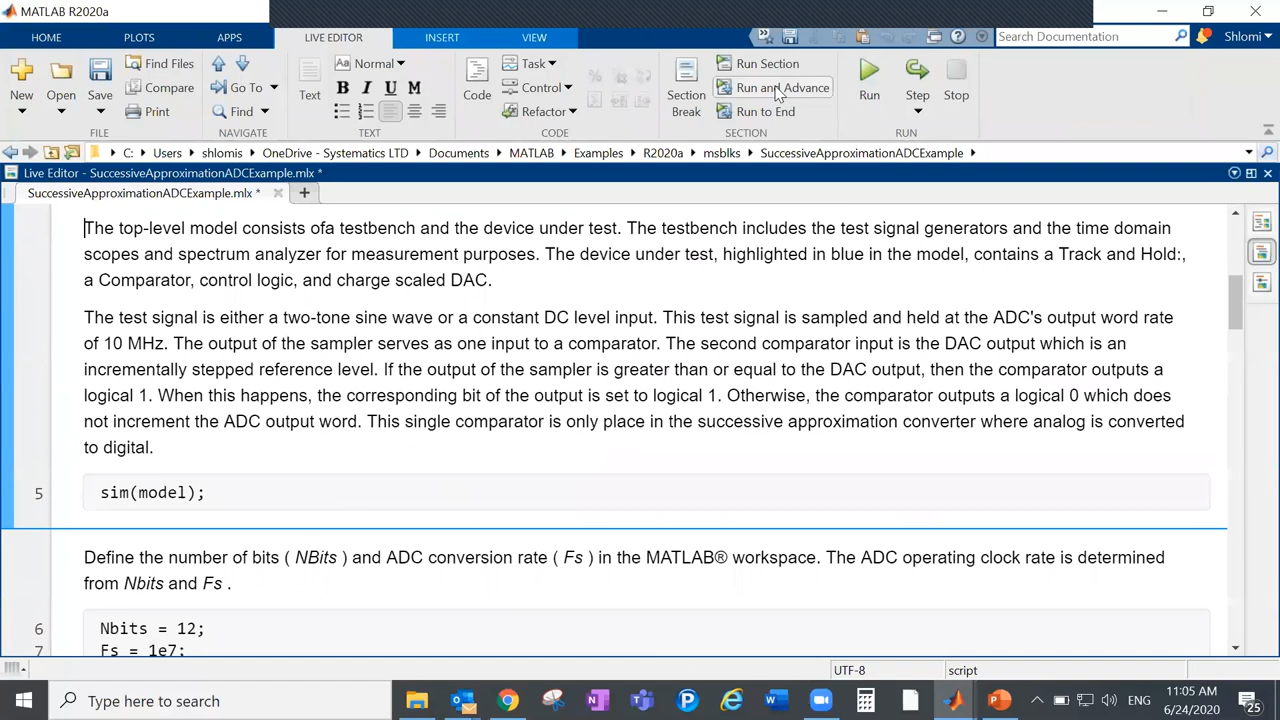 MATLAB R2020a
HOME PLOTS APPS LIVE EDITOR INSERT VIEW Search Documentation Shlomi
New Open Save Find Files Compare Print Go To Find Text Aa Normal B I U M Code Task Control Refactor Section Break Run Section Run and Advance Run to End Run Step Stop
FILE NAVIGATE TEXT CODE SECTION RUN
C: Users shlomis OneDrive - Systematics LTD Documents MATLAB Examples R2020a msblks SuccessiveApproximationADCExample
Live Editor - SuccessiveApproximationADCExample.mlx *
SuccessiveApproximationADCExample.mlx *
The top-level model consists ofa testbench and the device under test. The testbench includes the test signal generators and the time domain
scopes and spectrum analyzer for measurement purposes. The device under test, highlighted in blue in the model, contains a Track and Hold:,
a Comparator, control logic, and charge scaled DAC.
The test signal is either a two-tone sine wave or a constant DC level input. This test signal is sampled and held at the ADC's output word rate
of 10 MHz. The output of the sampler serves as one input to a comparator. The second comparator input is the DAC output which is an
incrementally stepped reference level. If the output of the sampler is greater than or equal to the DAC output, then the comparator outputs a
logical 1. When this happens, the corresponding bit of the output is set to logical 1. Otherwise, the comparator outputs a logical 0 which does
not increment the ADC output word. This single comparator is only place in the successive approximation converter where analog is converted
to digital.
5 sim(model);
Define the number of bits ( NBits ) and ADC conversion rate ( Fs ) in the MATLAB® workspace. The ADC operating clock rate is determined
from Nbits and Fs .
6 Nbits = 12;
7 Fs = 1e7;
UTF-8 script
Type here to search ENG 11:05 AM 6/24/2020 25